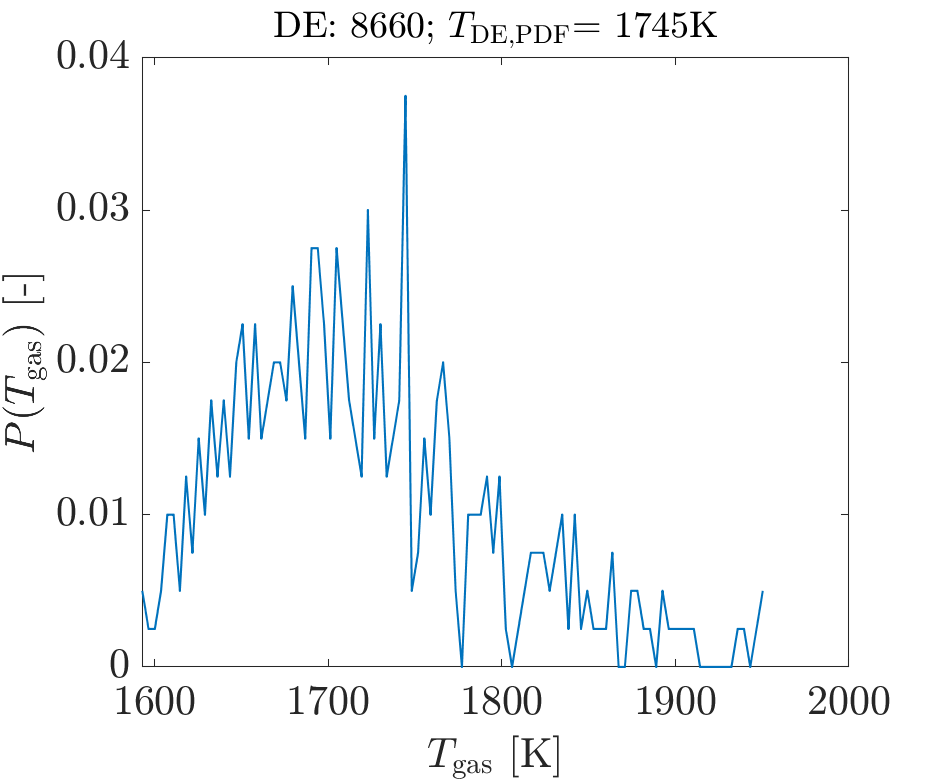 DE: 8660; T_DE,PDF= 1745K
0.04
0.03
0.02
0.01
0
P(T_gas) [-]
1600 1700 1800 1900 2000
T_gas [K]